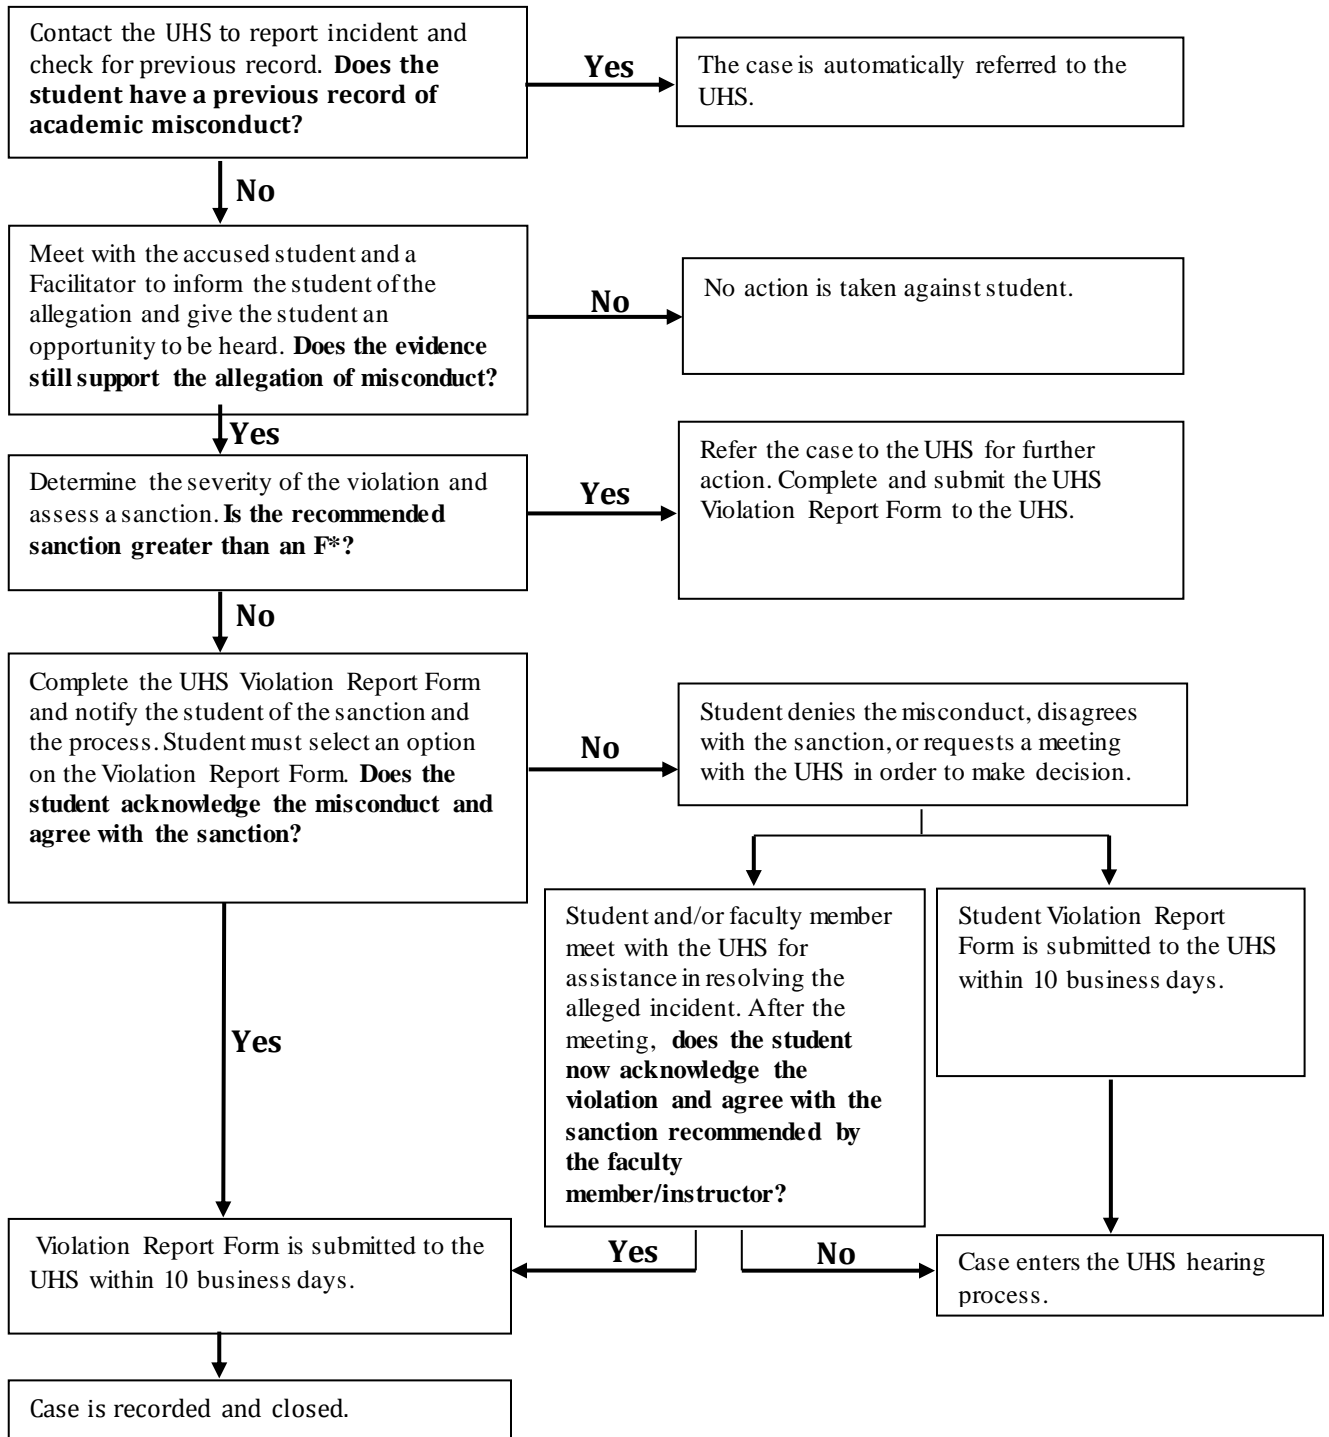 Contact the UHS to report incident and
check for previous record. Does the
student have a previous record of
academic misconduct?
Yes
The case is automatically referred to the
UHS.
No
Meet with the accused student and a
Facilitator to inform the student of the
allegation and give the student an
opportunity to be heard. Does the evidence
still support the allegation of misconduct?
No
No action is taken against student.
Yes
Determine the severity of the violation and
assess a sanction. Is the recommended
sanction greater than an F*?
Yes
Refer the case to the UHS for further
action. Complete and submit the UHS
Violation Report Form to the UHS.
No
Complete the UHS Violation Report Form
and notify the student of the sanction and
the process. Student must select an option
on the Violation Report Form. Does the
student acknowledge the misconduct and
agree with the sanction?
No
Student denies the misconduct, disagrees
with the sanction, or requests a meeting
with the UHS in order to make decision.
Student and/or faculty member
meet with the UHS for
assistance in resolving the
alleged incident. After the
meeting, does the student
now acknowledge the
violation and agree with the
sanction recommended by
the faculty
member/instructor?
Student Violation Report
Form is submitted to the UHS
within 10 business days.
Yes
Violation Report Form is submitted to the
UHS within 10 business days.
Yes
No
Case enters the UHS hearing
process.
Case is recorded and closed.